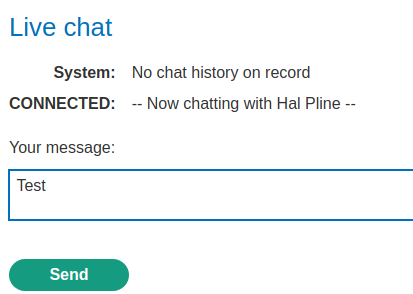 Live chat
System: No chat history on record
CONNECTED: -- Now chatting with Hal Pline --
Your message:
Test
Send